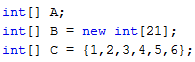 int[] A;
int[] B = new int[21];
int[] C = {1,2,3,4,5,6};